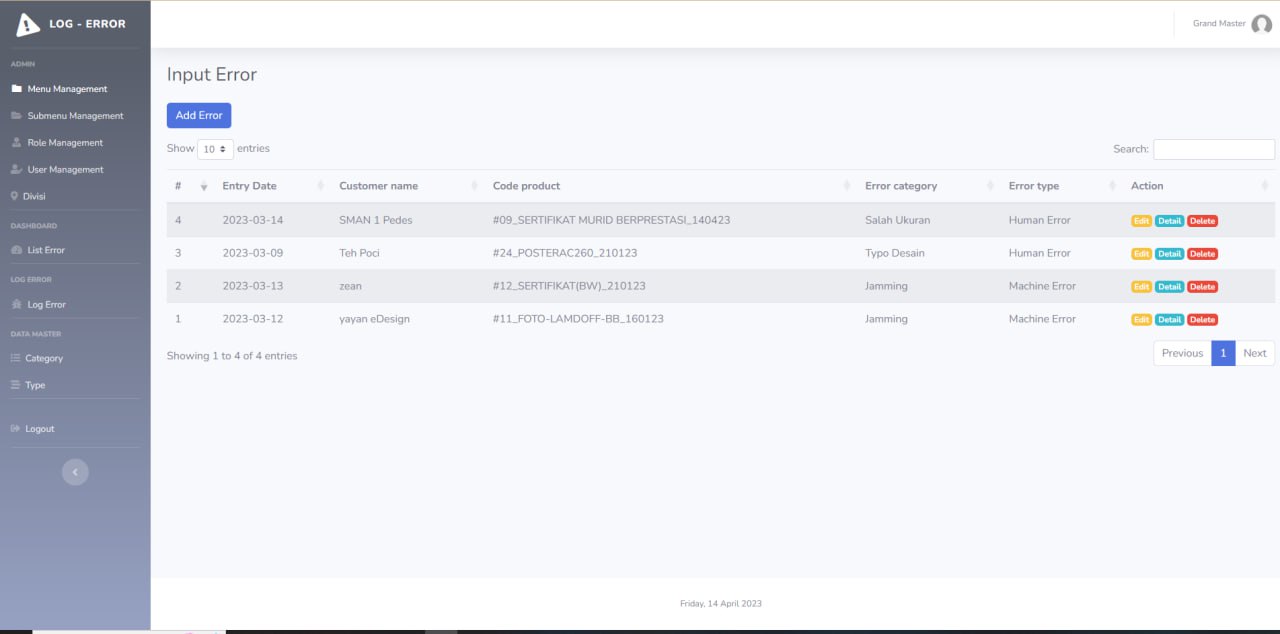 LOG - ERROR
Grand Master
ADMIN
Menu Management
Submenu Management
Role Management
User Management
Divisi
DASHBOARD
List Error
LOG ERROR
Log Error
DATA MASTER
Category
Type
Logout
Input Error
Add Error
Show 10 entries
Search:
# Entry Date Customer name Code product Error category Error type Action
4 2023-03-14 SMAN 1 Pedes #09_SERTIFIKAT MURID BERPRESTASI_140423 Salah Ukuran Human Error Edit Detail Delete
3 2023-03-09 Teh Poci #24_POSTERAC260_210123 Typo Desain Human Error Edit Detail Delete
2 2023-03-13 zean #12_SERTIFIKAT(BW)_210123 Jamming Machine Error Edit Detail Delete
1 2023-03-12 yayan eDesign #11_FOTO-LAMDOFF-BB_160123 Jamming Machine Error Edit Detail Delete
Showing 1 to 4 of 4 entries
Previous 1 Next
Friday, 14 April 2023